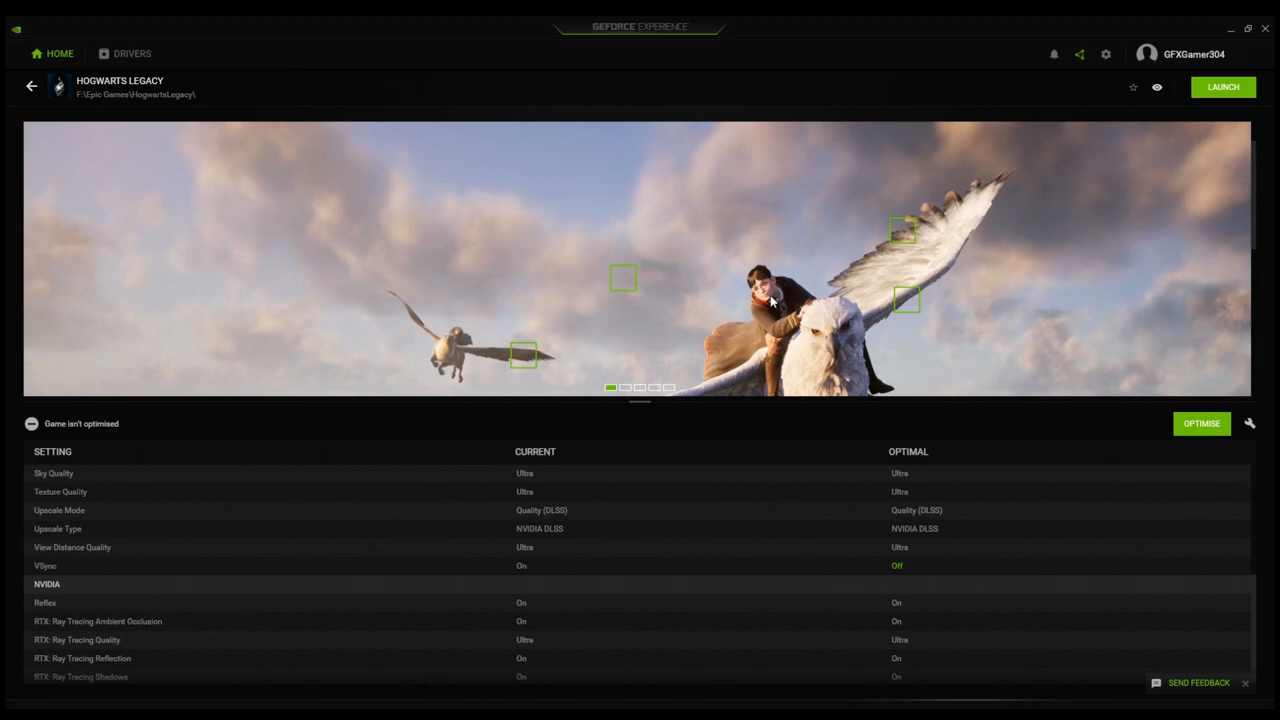 GEFORCE EXPERIENCE
HOME DRIVERS GFXGamer304
HOGWARTS LEGACY
F:\Epic Games\HogwartsLegacy\
LAUNCH
Game isn't optimised OPTIMISE
SETTING CURRENT OPTIMAL
Sky Quality Ultra Ultra
Texture Quality Ultra Ultra
Upscale Mode Quality (DLSS) Quality (DLSS)
Upscale Type NVIDIA DLSS NVIDIA DLSS
View Distance Quality Ultra Ultra
VSync On Off
NVIDIA
Reflex On On
RTX: Ray Tracing Ambient Occlusion On On
RTX: Ray Tracing Quality Ultra Ultra
RTX: Ray Tracing Reflection On On
RTX: Ray Tracing Shadows On On
SEND FEEDBACK